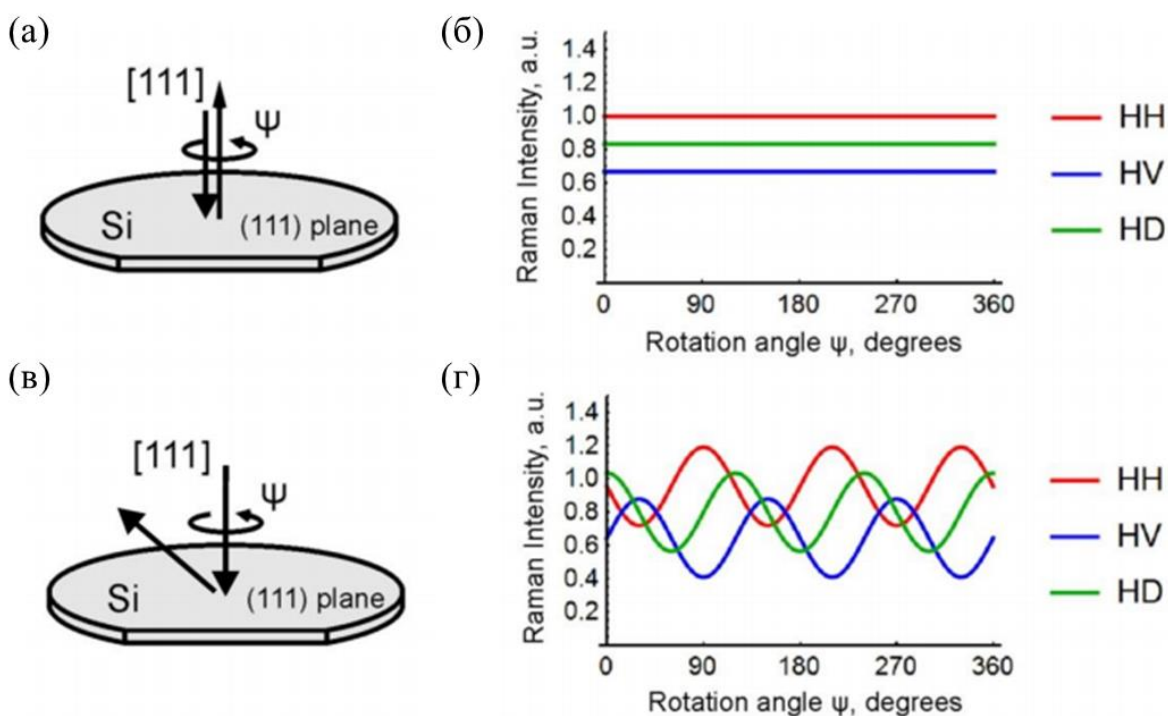 (а)
[111]
Ψ
Si
(111) plane
(б)
Raman Intensity, a.u.
1.4
1.2
1.0
0.8
0.6
0.4
0.2
0 90 180 270 360
Rotation angle ψ, degrees
HH
HV
HD
(в)
[111]
Ψ
Si
(111) plane
(г)
Raman Intensity, a.u.
1.4
1.2
1.0
0.8
0.6
0.4
0.2
0 90 180 270 360
Rotation angle ψ, degrees
HH
HV
HD